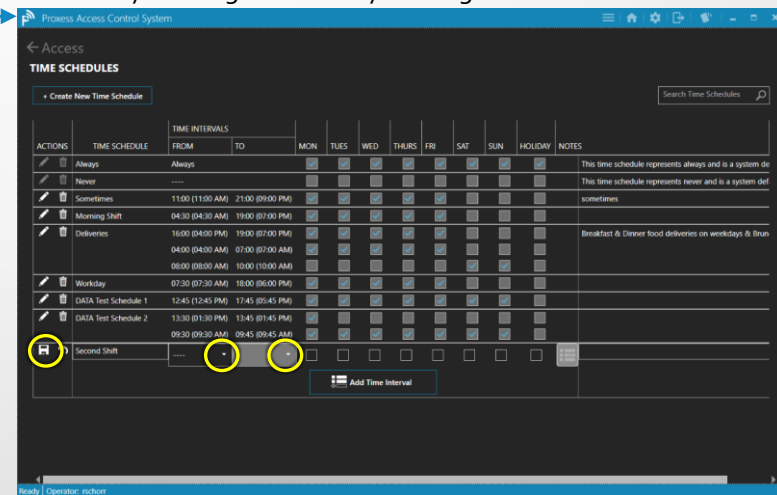 Proxess Access Control System
Access
TIME SCHEDULES
+ Create New Time Schedule
Search Time Schedules
TIME INTERVALS
ACTIONS TIME SCHEDULE FROM TO MON TUES WED THURS FRI SAT SUN HOLIDAY NOTES
Always Always This time schedule represents always and is a system de
Never ---- This time schedule represents never and is a system def
Sometimes 11:00 (11:00 AM) 21:00 (09:00 PM) sometimes
Morning Shift 04:30 (04:30 AM) 19:00 (07:00 PM)
Deliveries 16:00 (04:00 PM) 19:00 (07:00 PM) Breakfast & Dinner food deliveries on weekdays & Brun
04:00 (04:00 AM) 07:00 (07:00 AM)
08:00 (08:00 AM) 10:00 (10:00 AM)
Workday 07:30 (07:30 AM) 18:00 (06:00 PM)
DATA Test Schedule 1 12:45 (12:45 PM) 17:45 (05:45 PM)
DATA Test Schedule 2 13:30 (01:30 PM) 13:45 (01:45 PM)
09:30 (09:30 AM) 09:45 (09:45 AM)
Second Shift ----
Add Time Interval
Ready Operator: rschorr